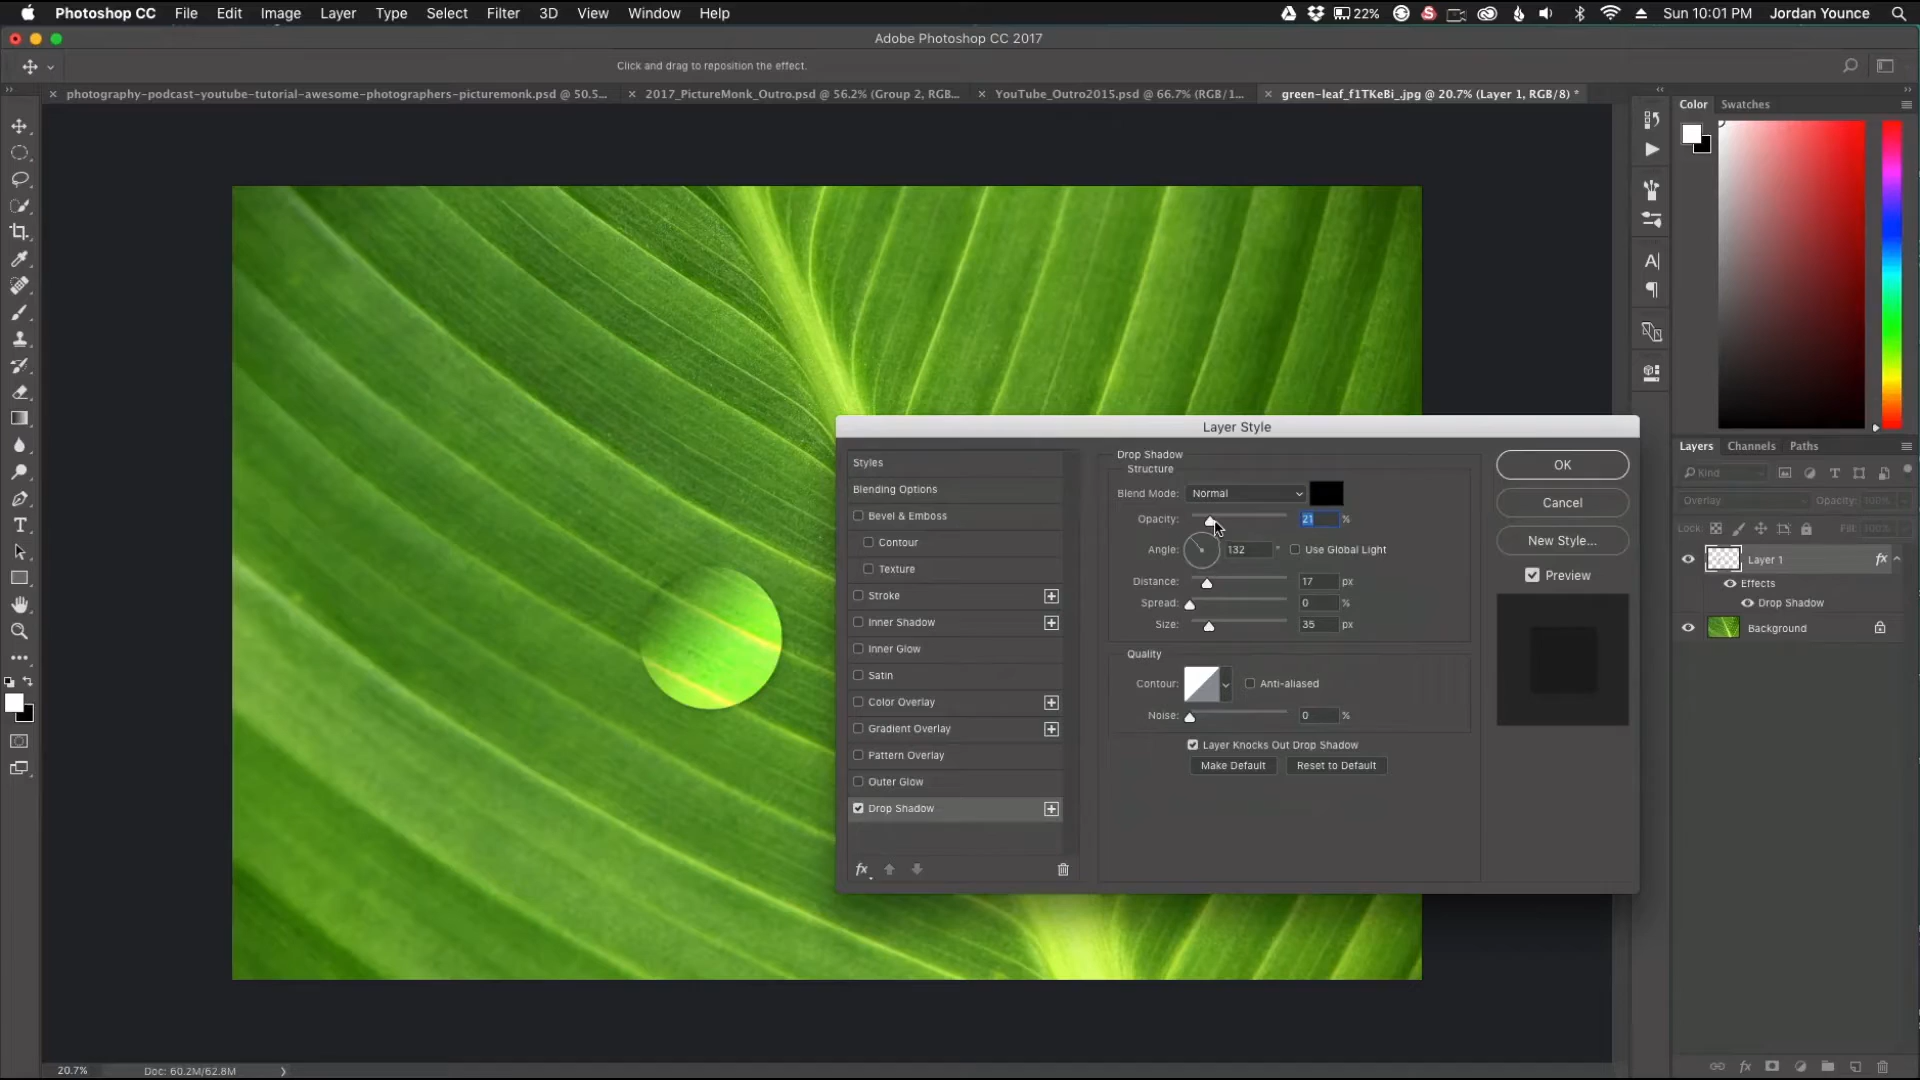 Photoshop CC File Edit Image Layer Type Select Filter 3D View Window Help 22% Sun 10:01 PM Jordan Younce
Adobe Photoshop CC 2017
Click and drag to reposition the effect.
photography-podcast-youtube-tutorial-awesome-photographers-picturemonk.psd @ 50.5... 2017_PictureMonk_Outro.psd @ 56.2% (Group 2, RGB... YouTube_Outro2015.psd @ 66.7% (RGB/1... green-leaf_f1TKeBi_.jpg @ 20.7% (Layer 1, RGB/8) *
Color Swatches
Layer Style
Styles
Blending Options
Bevel & Emboss
Contour
Texture
Stroke
Inner Shadow
Inner Glow
Satin
Color Overlay
Gradient Overlay
Pattern Overlay
Outer Glow
Drop Shadow
fx
Drop Shadow
Structure
Blend Mode: Normal
Opacity: 21 %
Angle: 132 ° Use Global Light
Distance: 17 px
Spread: 0 %
Size: 35 px
Quality
Contour: Anti-aliased
Noise: 0 %
Layer Knocks Out Drop Shadow
Make Default Reset to Default
OK
Cancel
New Style...
Preview
Layers Channels Paths
Kind
Overlay Opacity: 100%
Lock: Fill: 100%
Layer 1 fx
Effects
Drop Shadow
Background
20.7% Doc: 60.2M/62.8M
fx